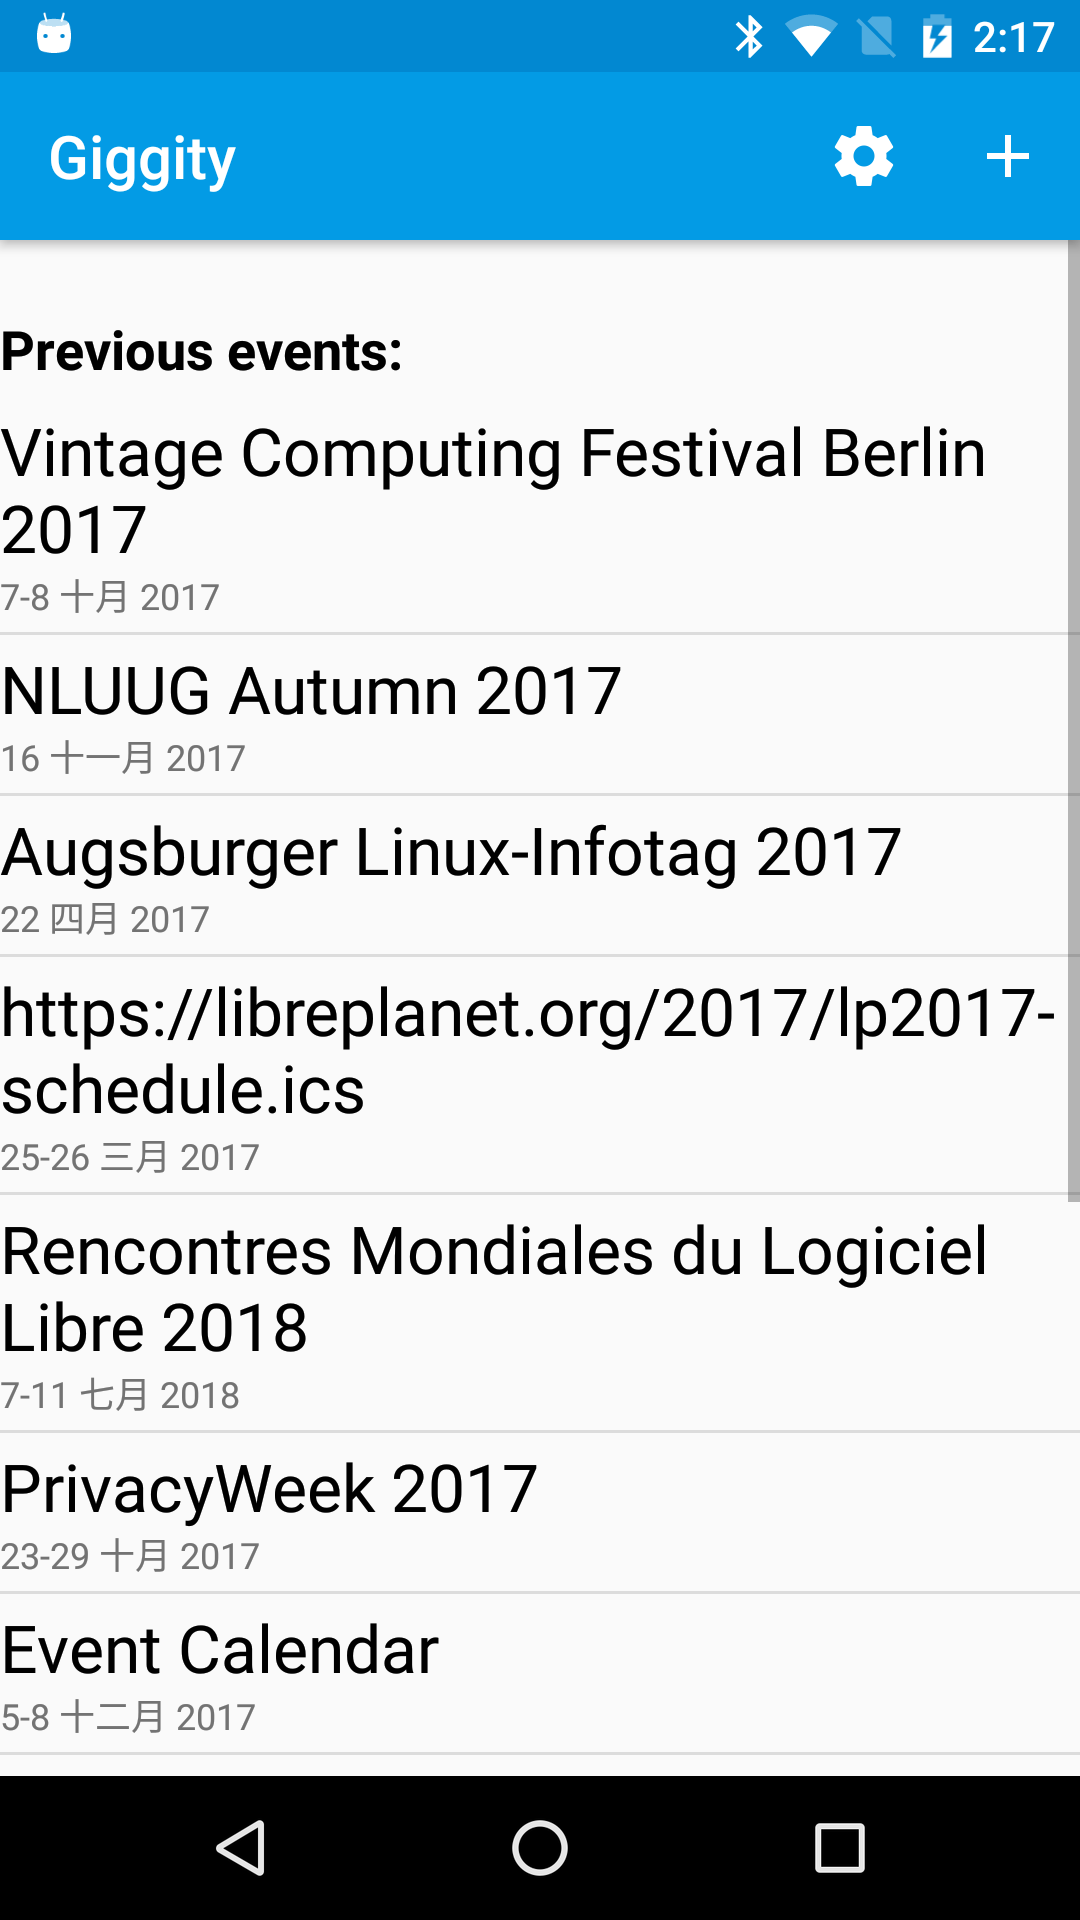 2:17
Giggity
Previous events:
Vintage Computing Festival Berlin
2017
7-8 十月 2017
NLUUG Autumn 2017
16 十一月 2017
Augsburger Linux-Infotag 2017
22 四月 2017
https://libreplanet.org/2017/lp2017-
schedule.ics
25-26 三月 2017
Rencontres Mondiales du Logiciel
Libre 2018
7-11 七月 2018
PrivacyWeek 2017
23-29 十月 2017
Event Calendar
5-8 十二月 2017